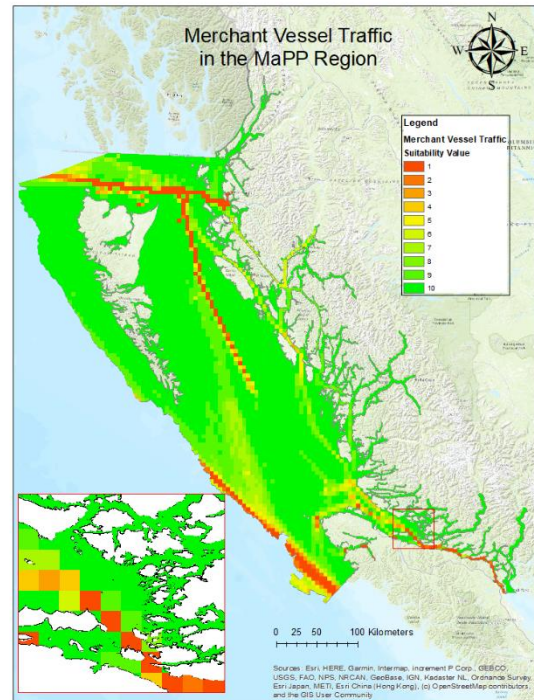 Merchant Vessel Traffic
in the MaPP Region
N
W
E
S
Legend
Merchant Vessel Traffic
Suitability Value
1
2
3
4
5
6
7
8
9
10
0 25 50 100 Kilometers
Sources: Esri, HERE, Garmin, Intermap, increment P Corp., GEBCO,
USGS, FAO, NPS, NRCAN, GeoBase, IGN, Kadaster NL, Ordnance Survey,
Esri Japan, METI, Esri China (Hong Kong), (c) OpenStreetMap contributors,
and the GIS User Community